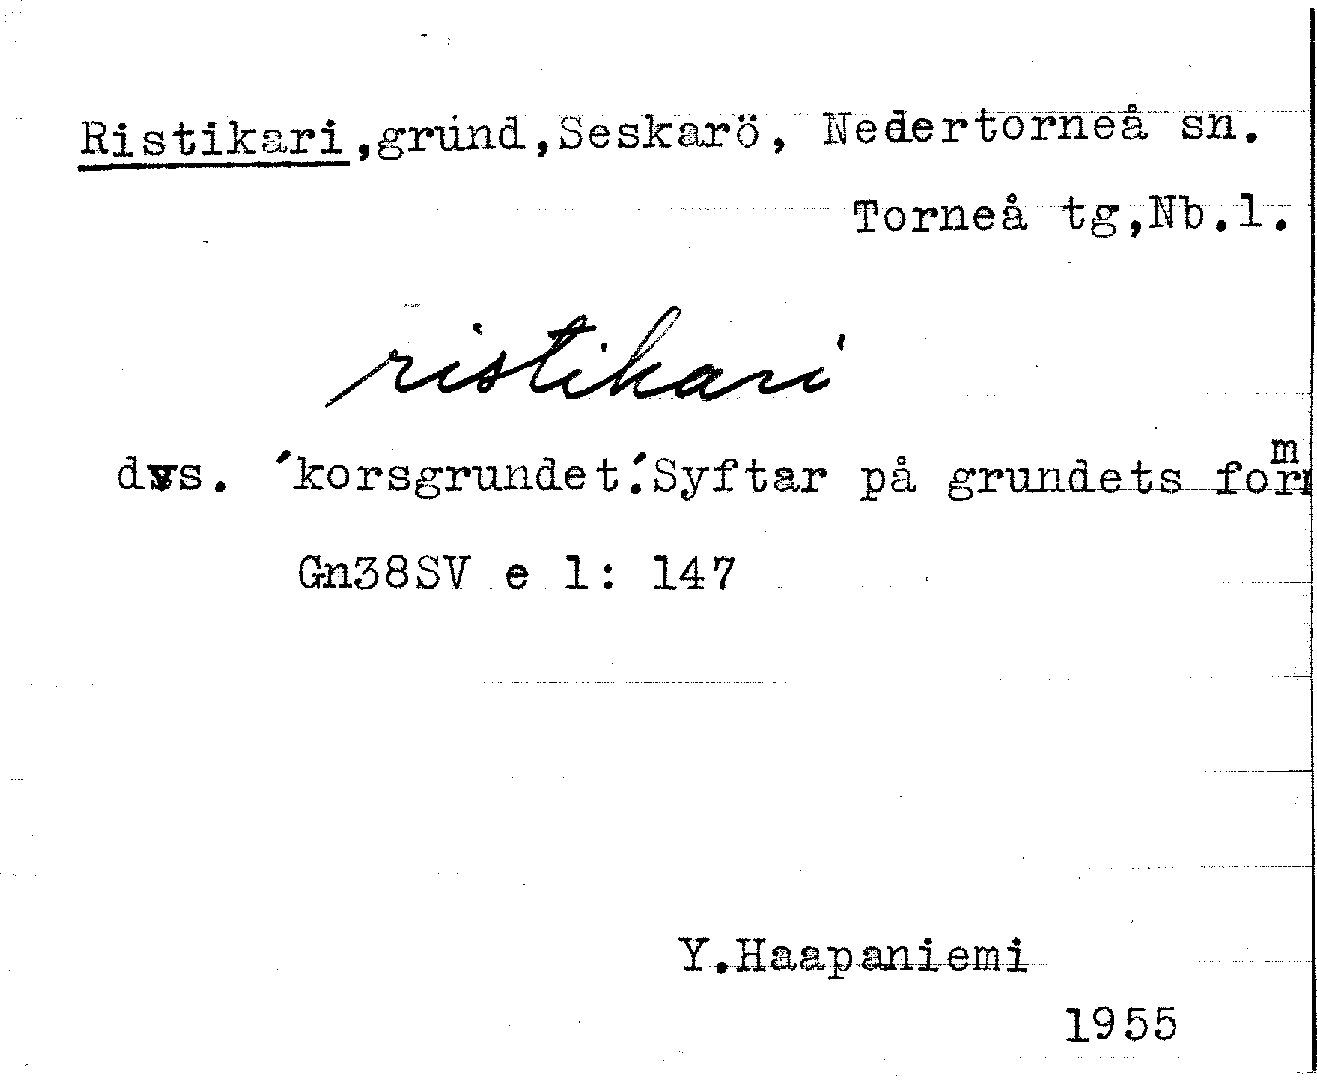 Ristikari,grund,Seskarö, Nedertorneå sn.
Torneå tg,Nb.l.
ristikari
dvs. ´korsgrundet´.Syftar på grundets form
Gn38SV e 1: 147
Y.Haapaniemi
1955